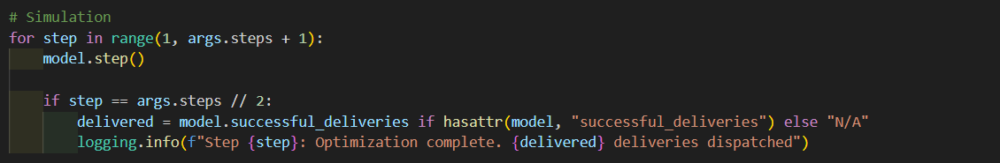 # Simulation
for step in range(1, args.steps + 1):
    model.step()

    if step == args.steps // 2:
        delivered = model.successful_deliveries if hasattr(model, "successful_deliveries") else "N/A"
        logging.info(f"Step {step}: Optimization complete. {delivered} deliveries dispatched")